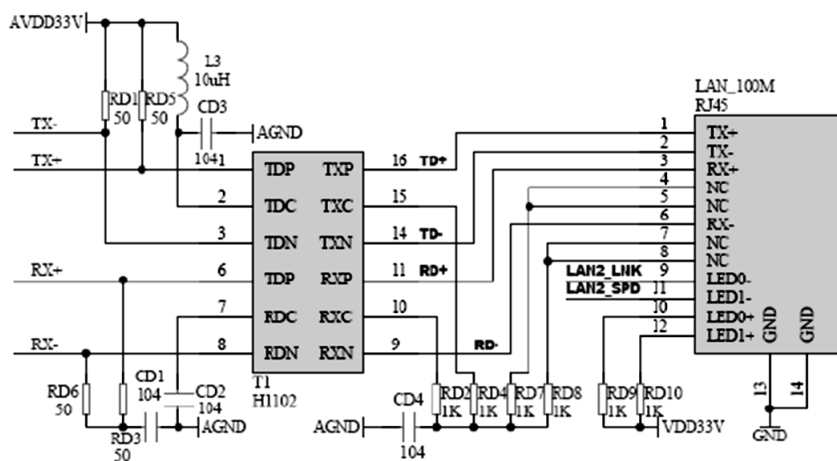 AVDD33V
L3
10uH
RD1
50
RD5
50
CD3
104
AGND
TX-
TX+
RX+
RX-
1
2
3
6
7
8
TDP
TDC
TDN
TDP
RDC
RDN
TXP
TXC
TXN
RXP
RXC
RXN
16
15
14
11
10
9
TD+
TD-
RD+
RD-
T1
H1102
RD6
50
CD1
104
RD3
50
CD2
104
AGND
AGND
CD4
104
RD2
1K
RD4
1K
RD7
1K
RD8
1K
RD9
1K
RD10
1K
VDD33V
LAN_100M
RJ45
1
2
3
4
5
6
7
8
9
11
10
12
TX+
TX-
RX+
NC
NC
RX-
NC
NC
LED0-
LED1-
LED0+
LED1+
LAN2_LNK
LAN2_SPD
GND
GND
13
14
GND